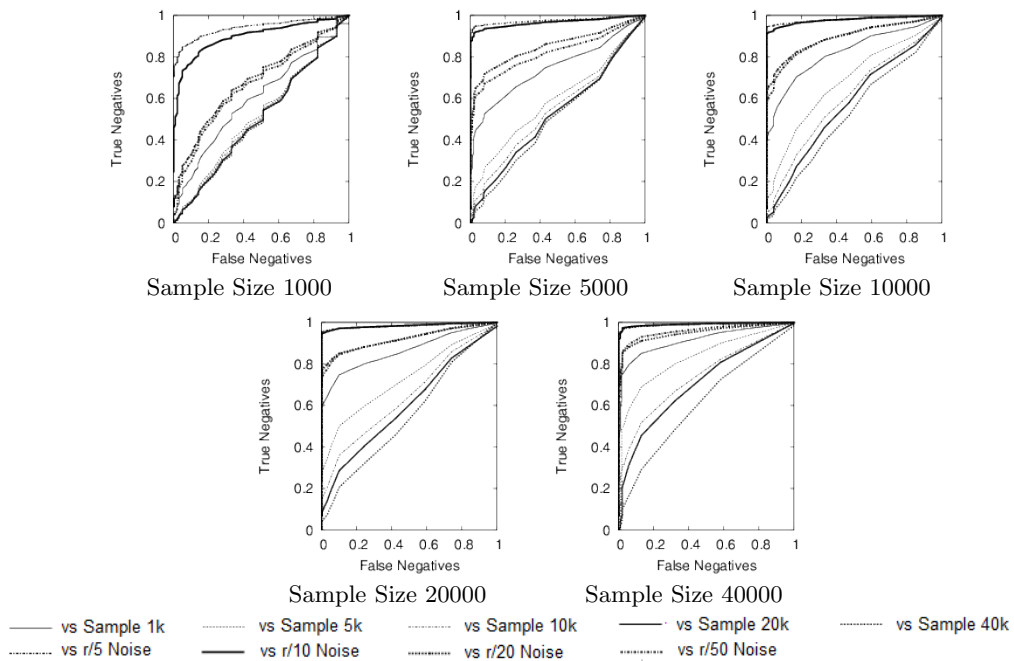 1
0.8
0.6
0.4
0.2
0
True Negatives
0 0.2 0.4 0.6 0.8 1
False Negatives
Sample Size 1000
1
0.8
0.6
0.4
0.2
0
True Negatives
0 0.2 0.4 0.6 0.8 1
False Negatives
Sample Size 5000
1
0.8
0.6
0.4
0.2
0
True Negatives
0 0.2 0.4 0.6 0.8 1
False Negatives
Sample Size 10000
1
0.8
0.6
0.4
0.2
0
True Negatives
0 0.2 0.4 0.6 0.8 1
False Negatives
Sample Size 20000
1
0.8
0.6
0.4
0.2
0
True Negatives
0 0.2 0.4 0.6 0.8 1
False Negatives
Sample Size 40000
vs Sample 1k vs Sample 5k vs Sample 10k vs Sample 20k vs Sample 40k
vs r/5 Noise vs r/10 Noise vs r/20 Noise vs r/50 Noise